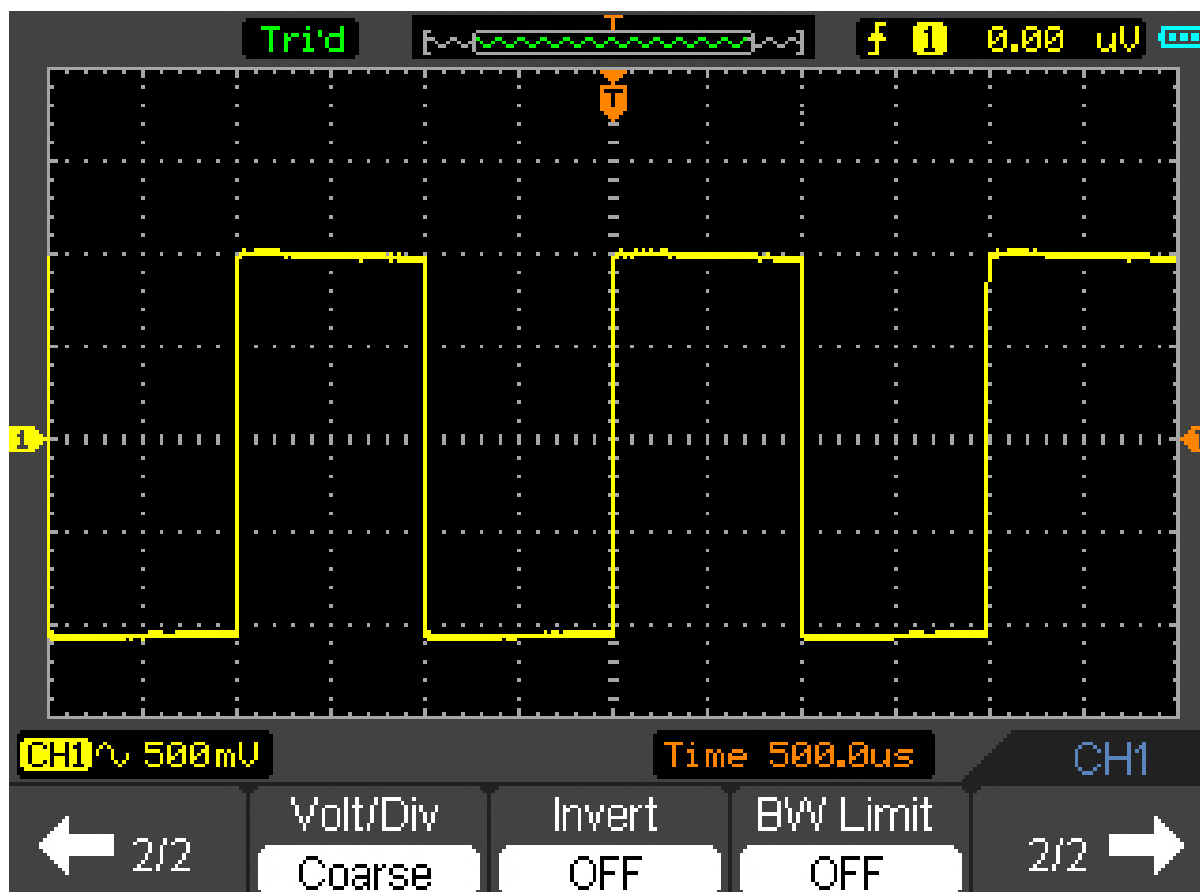 Tri'd T 1 0.00 uV
T
1
CH1 500mV Time 500.0us CH1
Volt/Div Invert BW Limit
2/2 Coarse OFF OFF 2/2